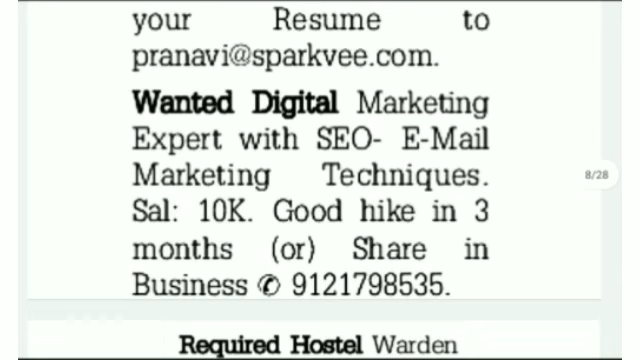 your Resume to
pranavi@sparkvee.com.
Wanted Digital Marketing
Expert with SEO- E-Mail
Marketing Techniques.
Sal: 10K. Good hike in 3
months (or) Share in
Business ✆ 9121798535.
8/28
Required Hostel Warden